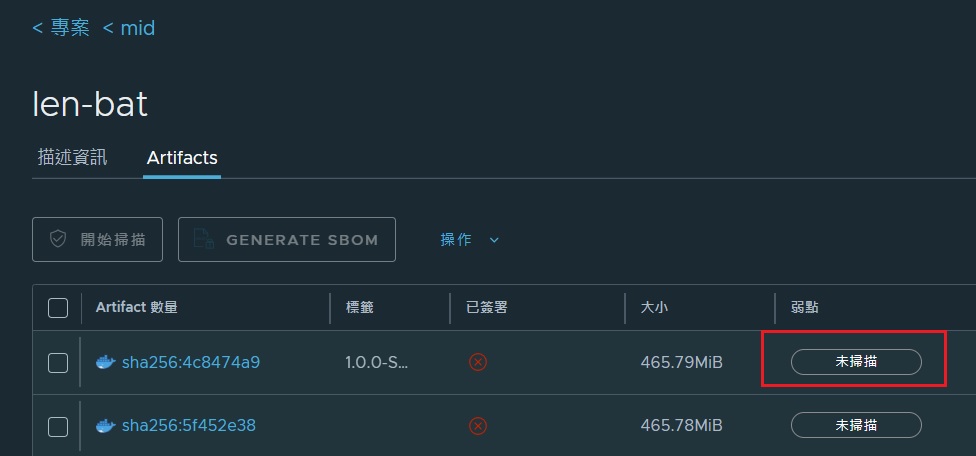 < 專案 < mid
len-bat
描述資訊 Artifacts
開始掃描 GENERATE SBOM 操作
Artifact 數量 標籤 已簽署 大小 弱點
sha256:4c8474a9 1.0.0-S... 465.79MiB 未掃描
sha256:5f452e38 465.78MiB 未掃描